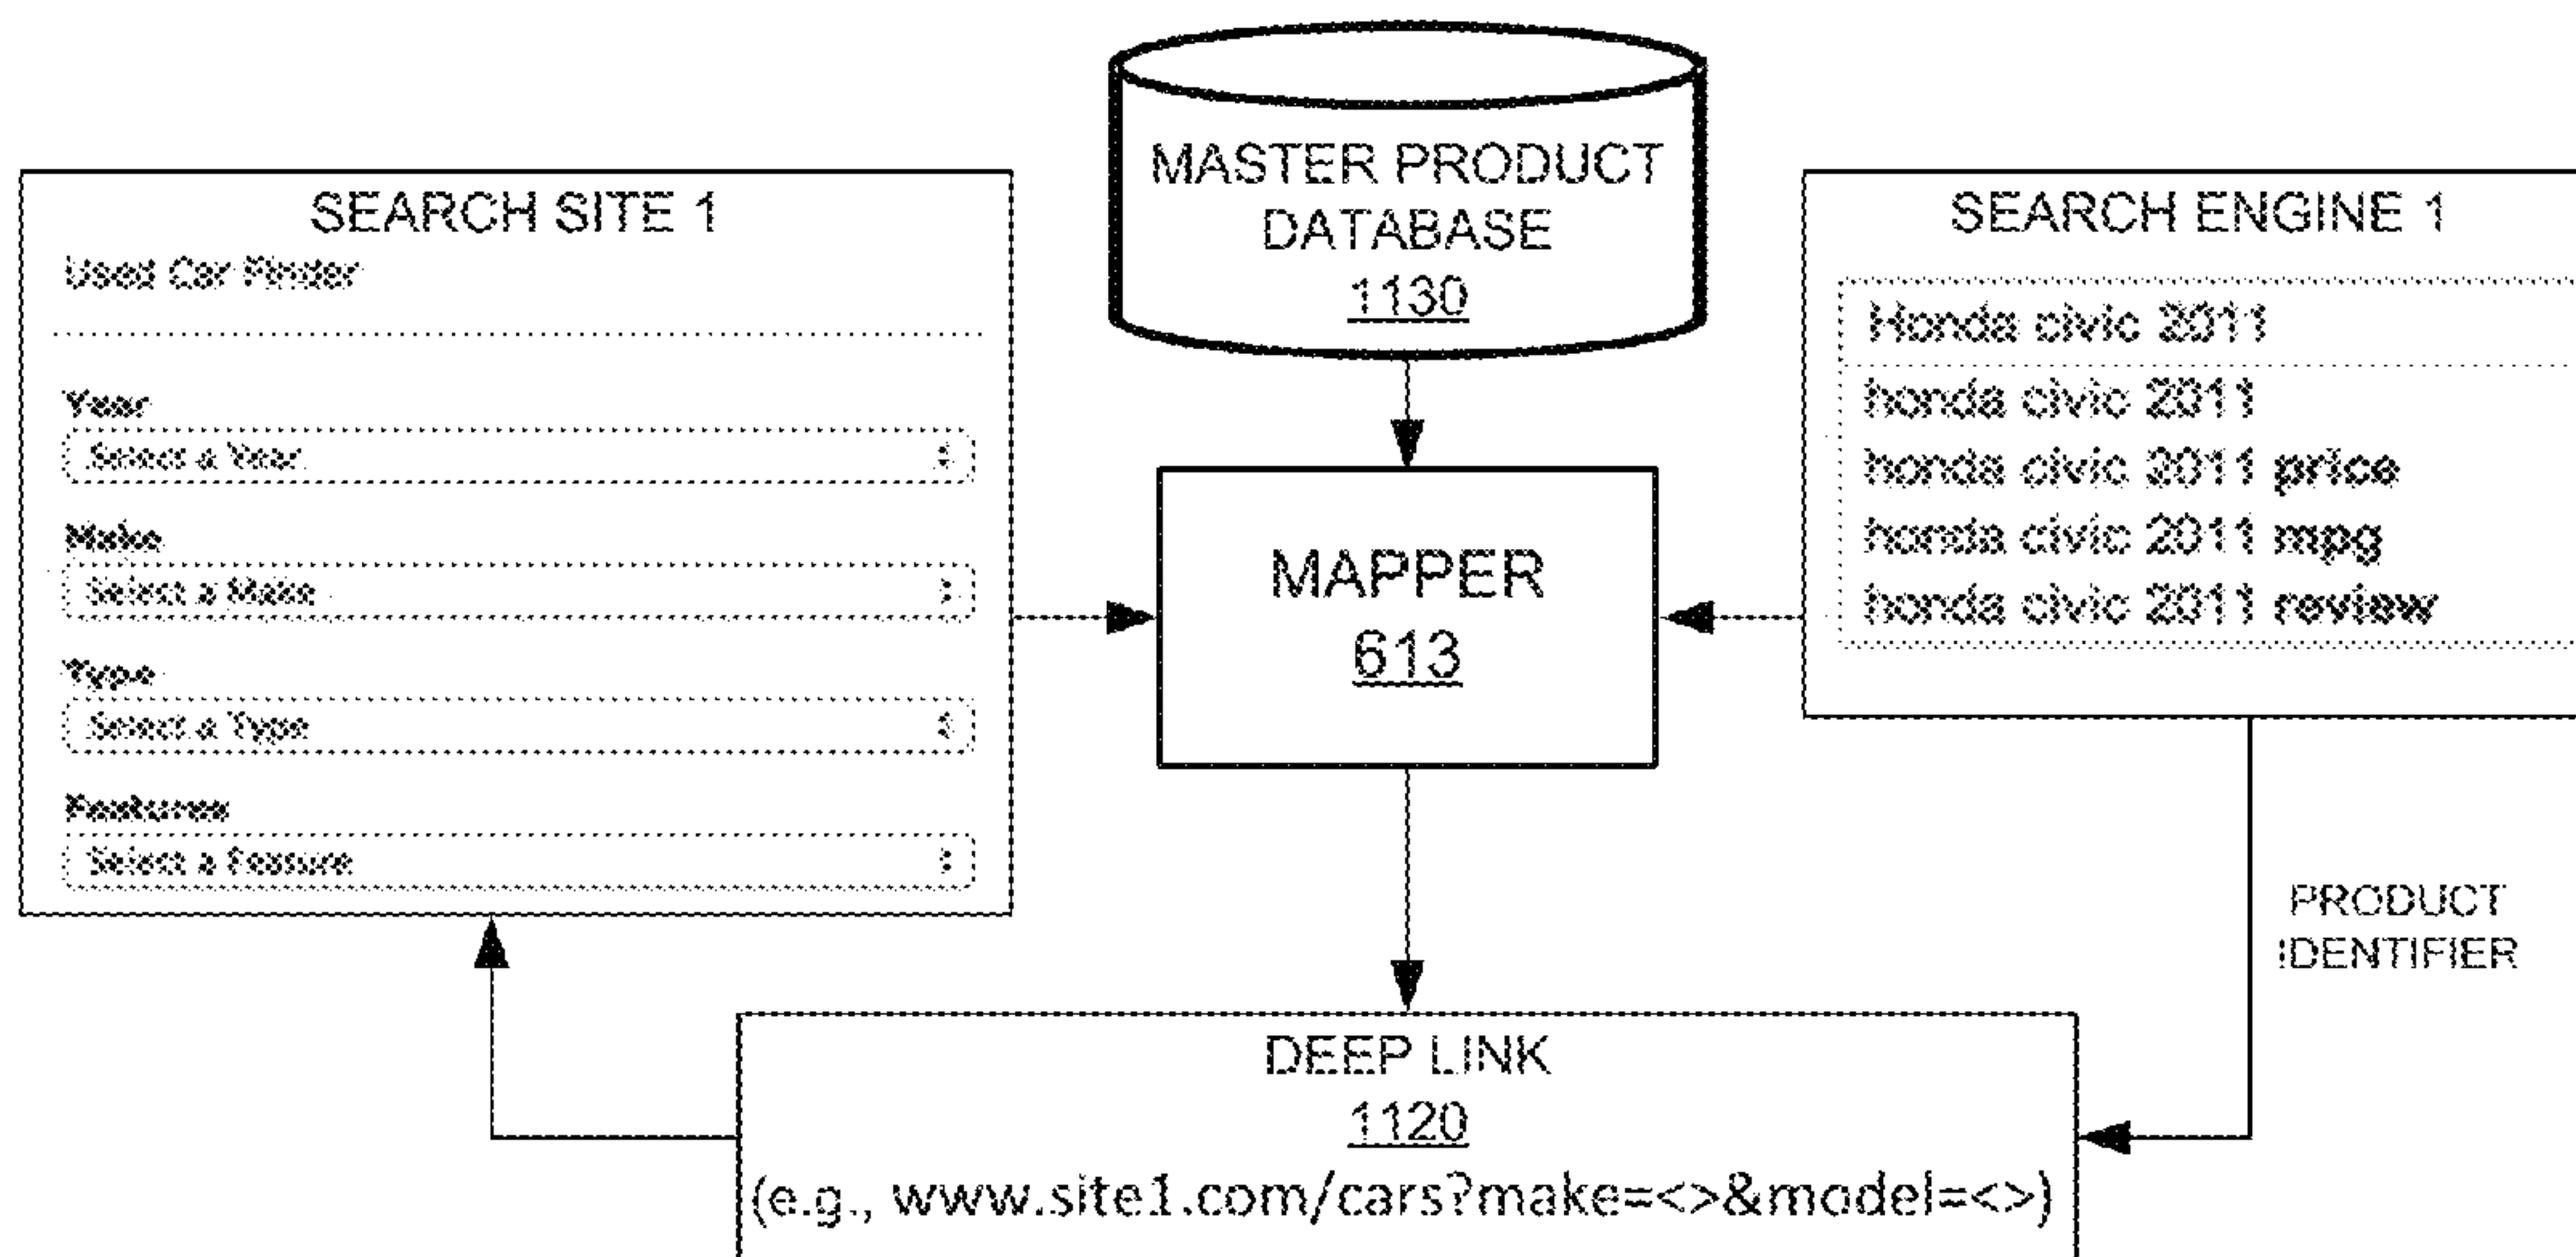 SEARCH SITE 1
Used Car Finder
Year
Select a Year
Make
Select a Make
Type
Select a Type
Features
Select a Feature
MASTER PRODUCT
DATABASE
1130
MAPPER
613
SEARCH ENGINE 1
Honda civic 2011
honda civic 2011
honda civic 2011 price
honda civic 2011 mpg
honda civic 2011 review
PRODUCT
IDENTIFIER
DEEP LINK
1120
(e.g., www.site1.com/cars?make=<>&model=<>)